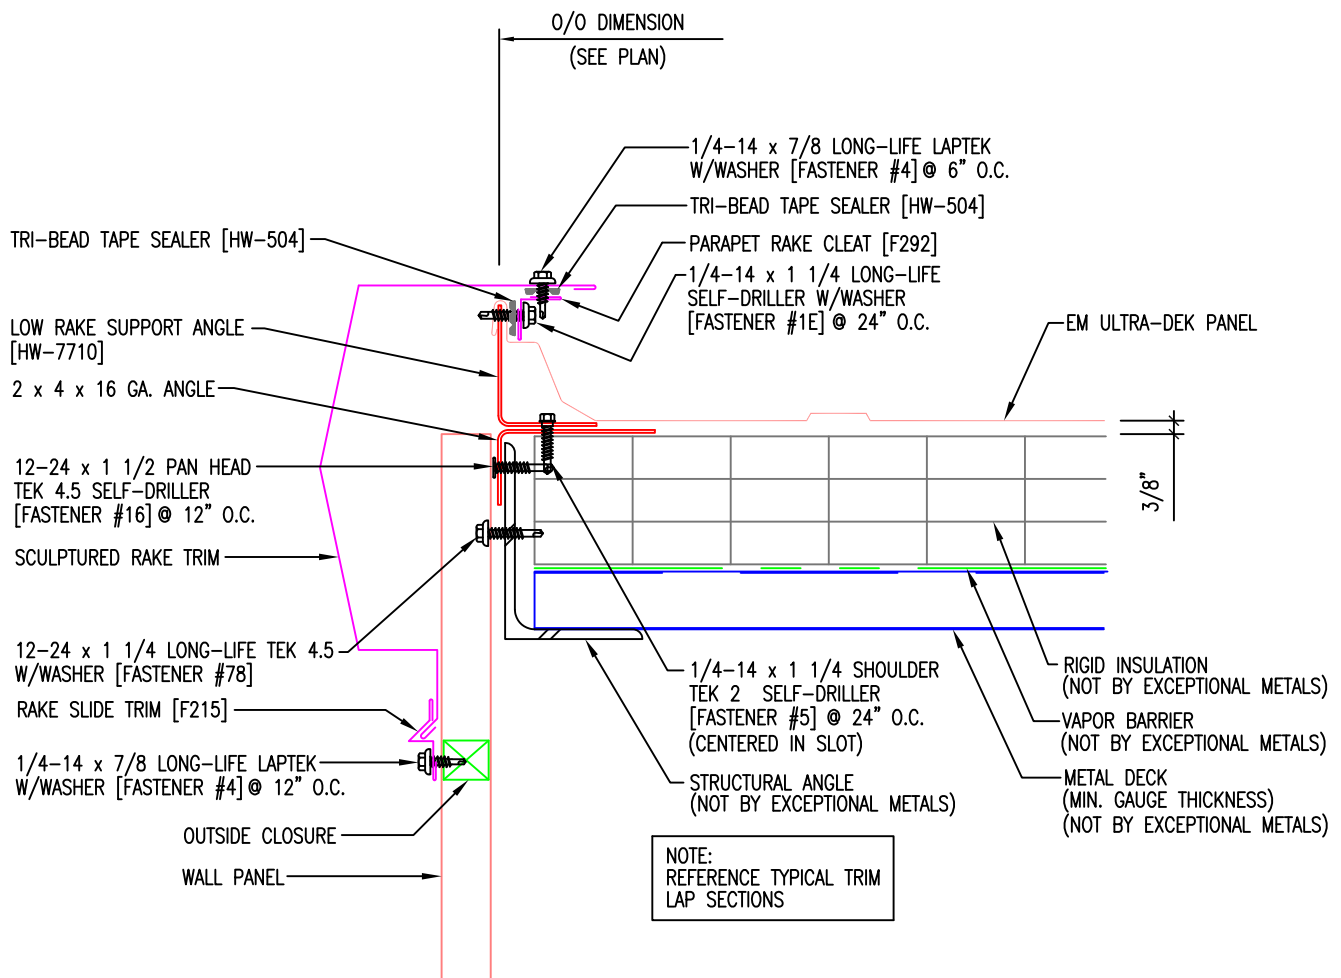 O/O DIMENSION
(SEE PLAN)
1/4-14 x 7/8 LONG-LIFE LAPTEK
W/WASHER [FASTENER #4] @ 6" O.C.
TRI-BEAD TAPE SEALER [HW-504]
PARAPET RAKE CLEAT [F292]
1/4-14 x 1 1/4 LONG-LIFE
SELF-DRILLER W/WASHER
[FASTENER #1E] @ 24" O.C.
EM ULTRA-DEK PANEL
TRI-BEAD TAPE SEALER [HW-504]
LOW RAKE SUPPORT ANGLE
[HW-7710]
2 x 4 x 16 GA. ANGLE
12-24 x 1 1/2 PAN HEAD
TEK 4.5 SELF-DRILLER
[FASTENER #16] @ 12" O.C.
SCULPTURED RAKE TRIM
12-24 x 1 1/4 LONG-LIFE TEK 4.5
W/WASHER [FASTENER #78]
RAKE SLIDE TRIM [F215]
1/4-14 x 7/8 LONG-LIFE LAPTEK
W/WASHER [FASTENER #4] @ 12" O.C.
OUTSIDE CLOSURE
WALL PANEL
3/8"
1/4-14 x 1 1/4 SHOULDER
TEK 2 SELF-DRILLER
[FASTENER #5] @ 24" O.C.
(CENTERED IN SLOT)
STRUCTURAL ANGLE
(NOT BY EXCEPTIONAL METALS)
RIGID INSULATION
(NOT BY EXCEPTIONAL METALS)
VAPOR BARRIER
(NOT BY EXCEPTIONAL METALS)
METAL DECK
(MIN. GAUGE THICKNESS)
(NOT BY EXCEPTIONAL METALS)
NOTE:
REFERENCE TYPICAL TRIM
LAP SECTIONS